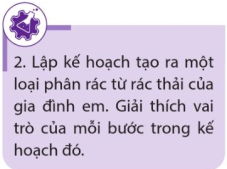 2. Lập kế hoạch tạo ra một
loại phân rác từ rác thải của
gia đình em. Giải thích vai
trò của mỗi bước trong kế
hoạch đó.